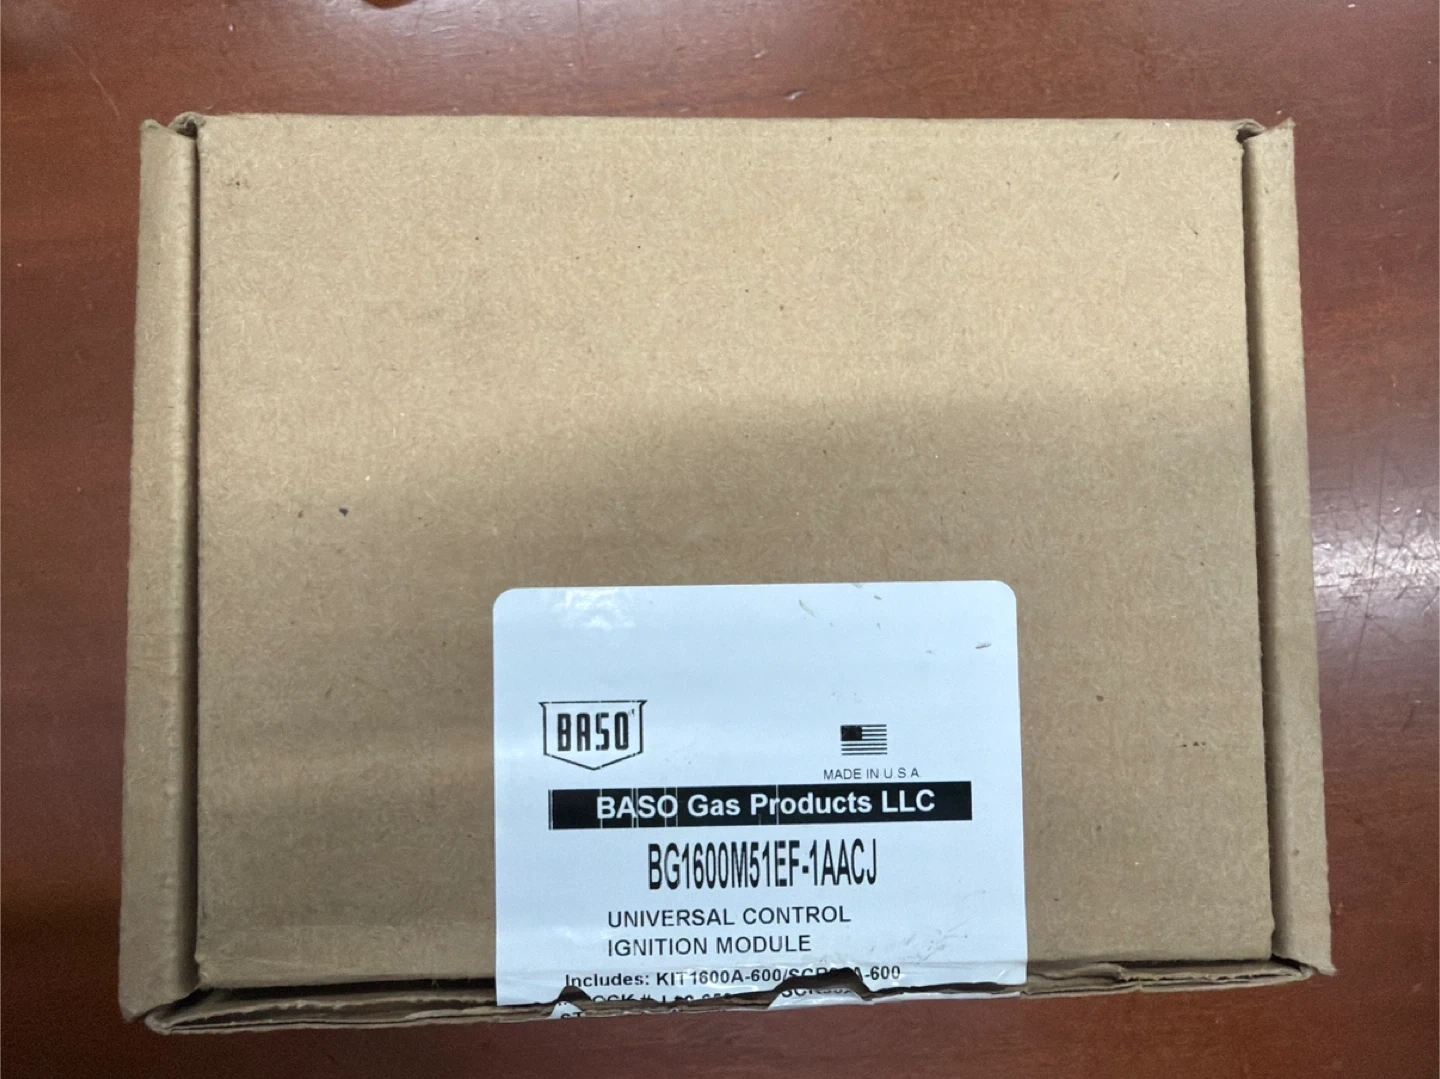 BASO
MADE IN U.S.A
BASO Gas Products LLC
BG1600M51EF-1AACJ
UNIVERSAL CONTROL
IGNITION MODULE
Includes: KIT1600A-600/